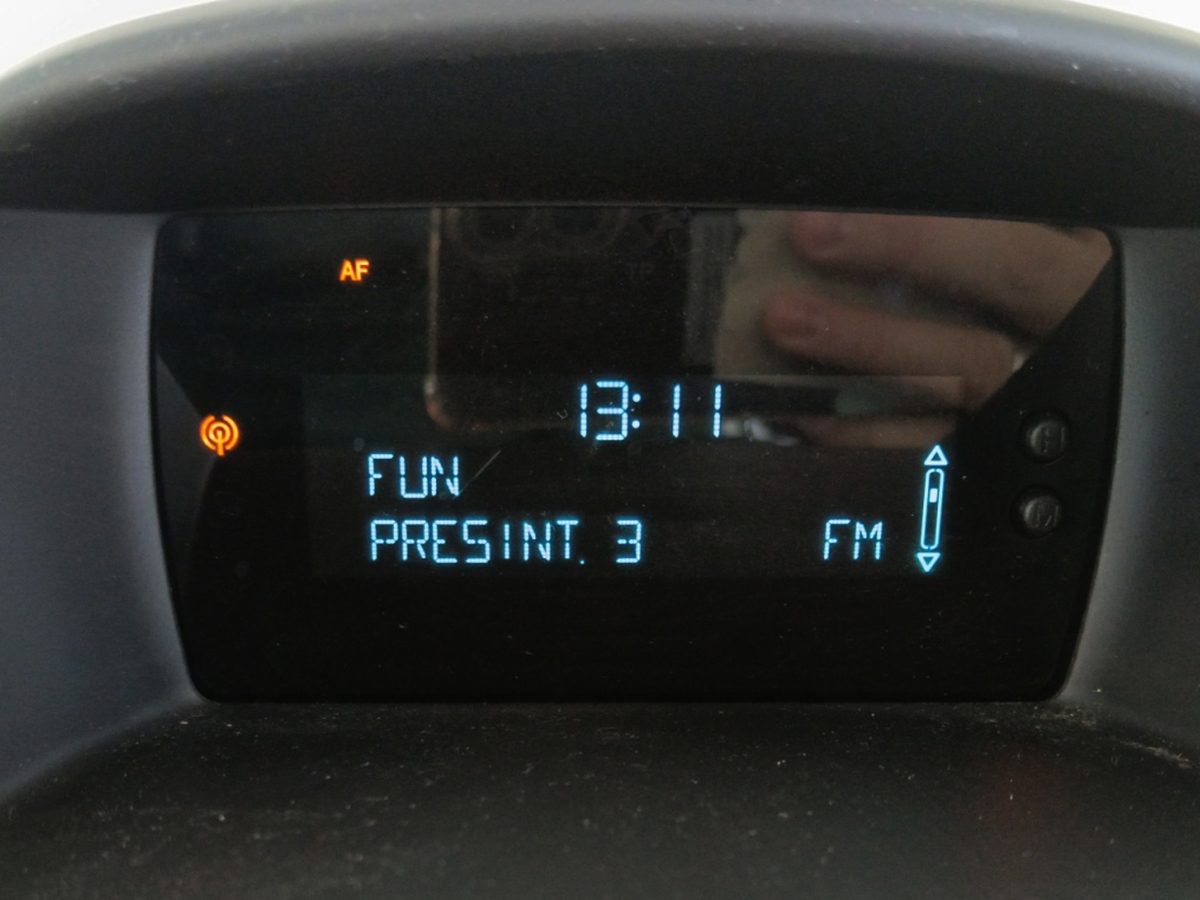 AF
13:11
FUN
PRESINT. 3 FM
H
M